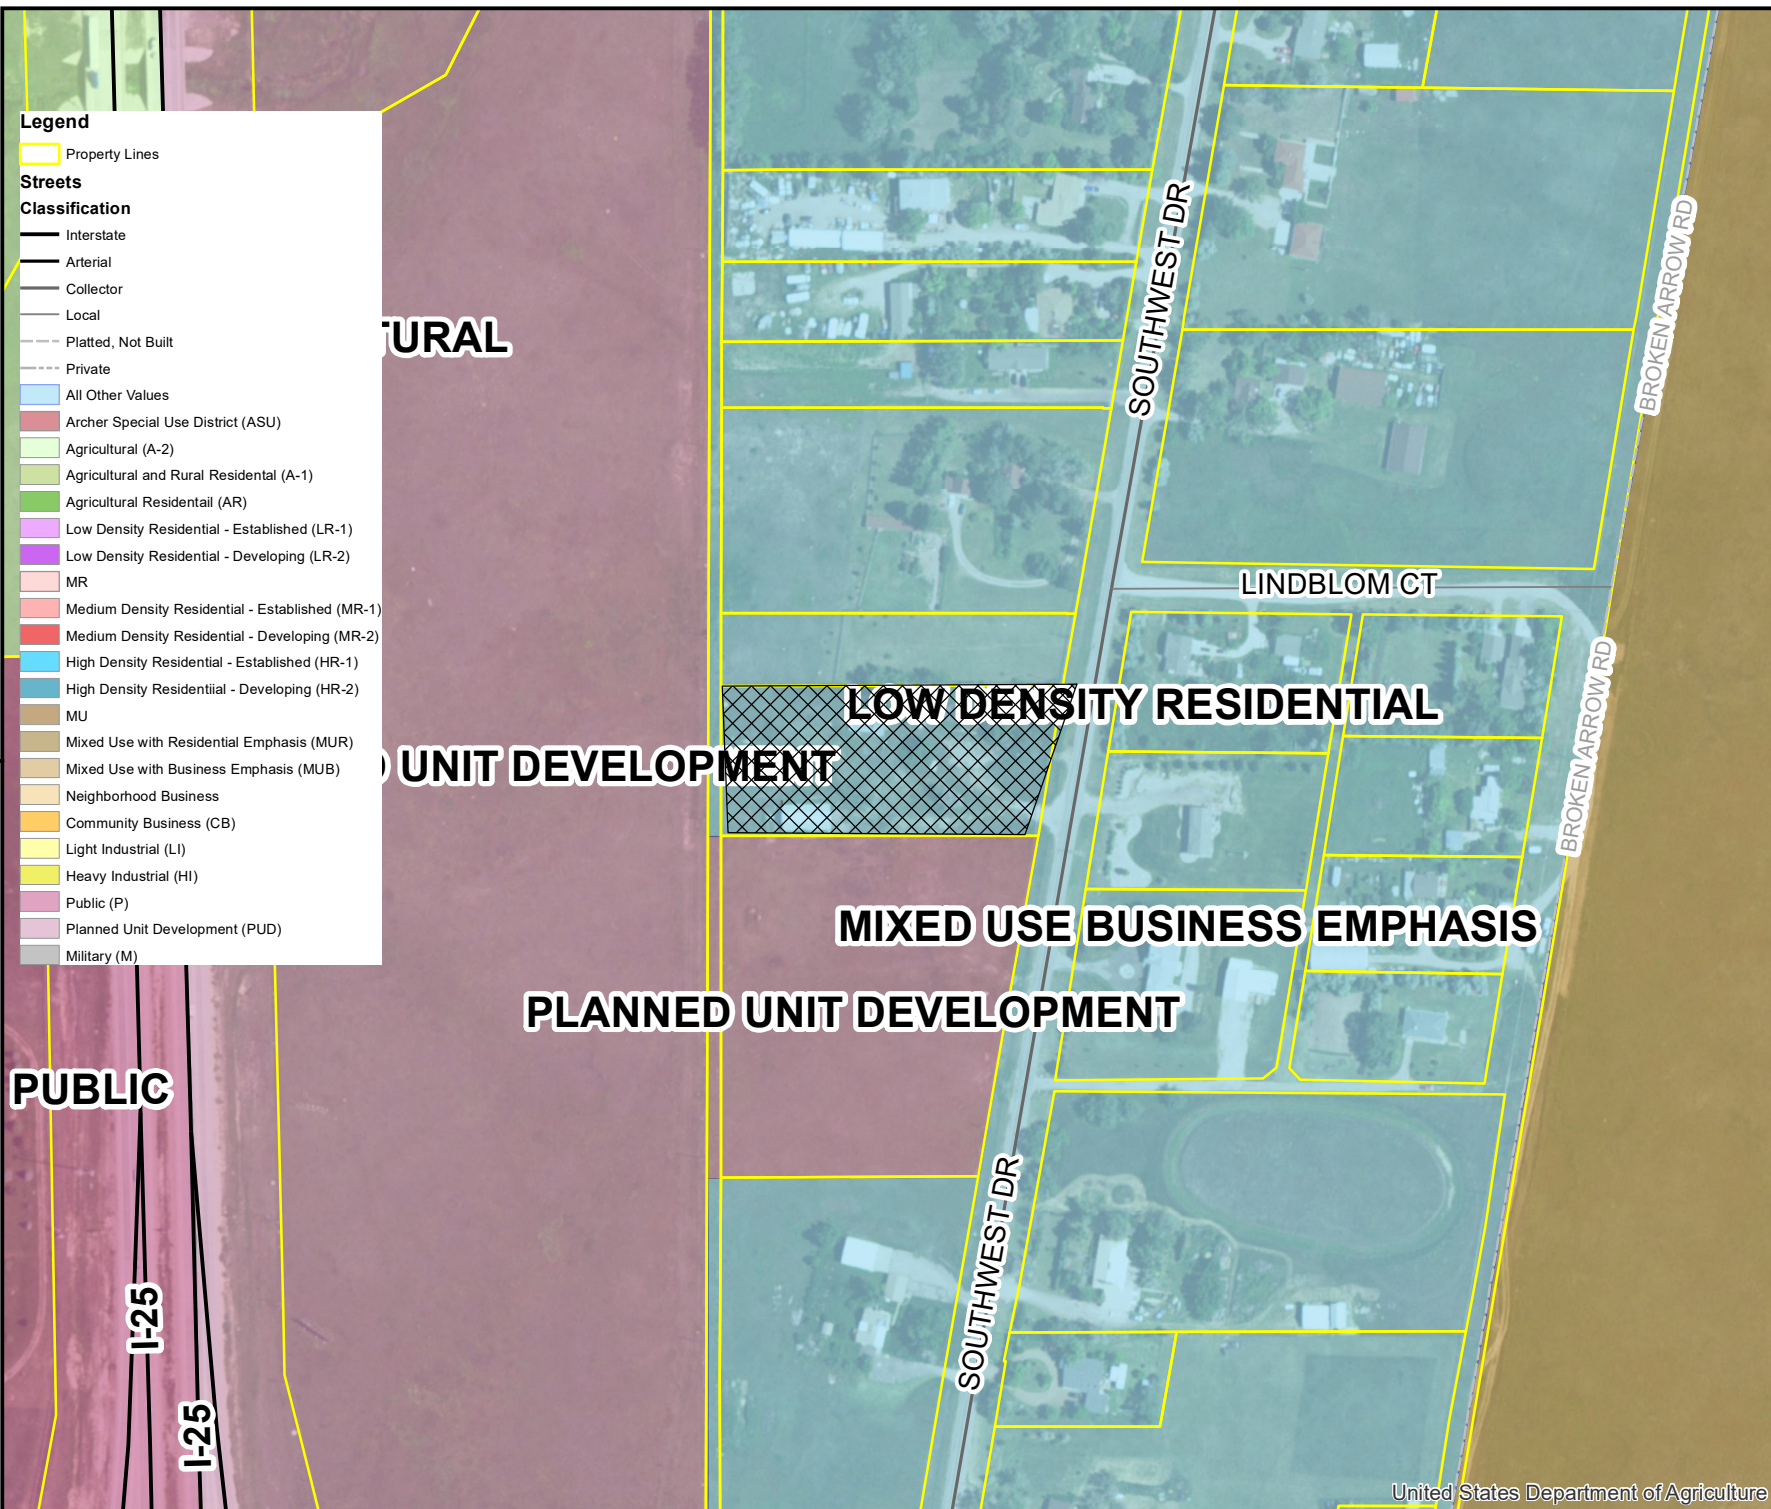 Legend
Property Lines
Streets
Classification
Interstate
Arterial
Collector
Local
Platted, Not Built
Private
All Other Values
Archer Special Use District (ASU)
Agricultural (A-2)
Agricultural and Rural Residental (A-1)
Agricultural Residentail (AR)
Low Density Residential - Established (LR-1)
Low Density Residential - Developing (LR-2)
MR
Medium Density Residential - Established (MR-1)
Medium Density Residential - Developing (MR-2)
High Density Residential - Established (HR-1)
High Density Residentiial - Developing (HR-2)
MU
Mixed Use with Residential Emphasis (MUR)
Mixed Use with Business Emphasis (MUB)
Neighborhood Business
Community Business (CB)
Light Industrial (LI)
Heavy Industrial (HI)
Public (P)
Planned Unit Development (PUD)
Military (M)
TURAL
SOUTHWEST DR
BROKEN ARROW RD
LINDBLOM CT
LOW DENSITY RESIDENTIAL
UNIT DEVELOPMENT
BROKEN ARROW RD
MIXED USE BUSINESS EMPHASIS
PLANNED UNIT DEVELOPMENT
PUBLIC
SOUTHWEST DR
I-25
I-25
United States Department of Agriculture